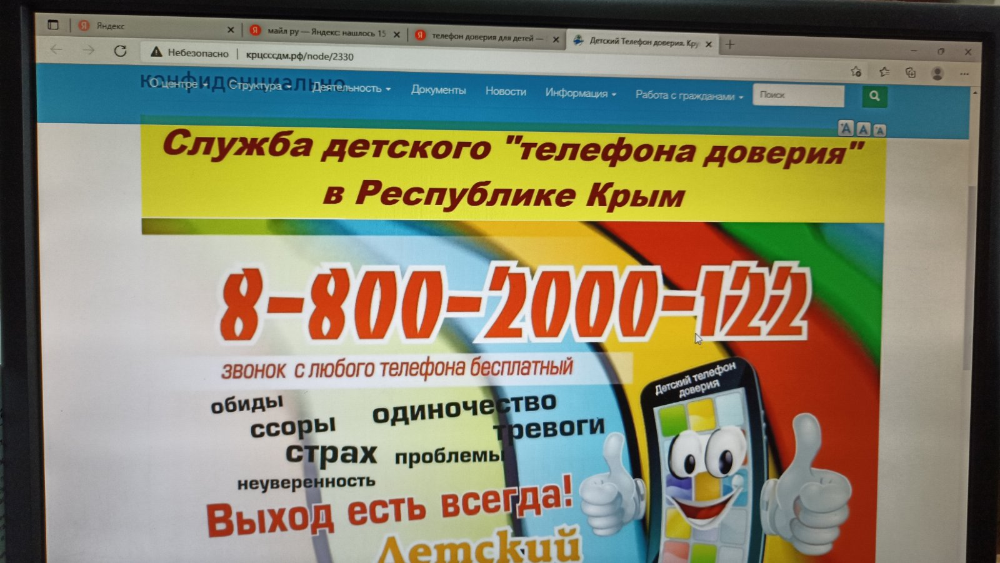 Яндекс
майл ру — Яндекс: нашлось 15
телефон доверия для детей —
Детский Телефон доверия. Кру
Небезопасно | крцсссдм.рф/node/2330
конфиденциально
О центре Структура Деятельность Документы Новости Информация Работа с гражданами Поиск
A A A
Служба детского "телефона доверия"
в Республике Крым
8-800-2000-122
звонок с любого телефона бесплатный
Детский телефон
доверия
обиды
одиночество
ссоры
тревоги
страх
проблемы
неуверенность
Выход есть всегда!
Детский